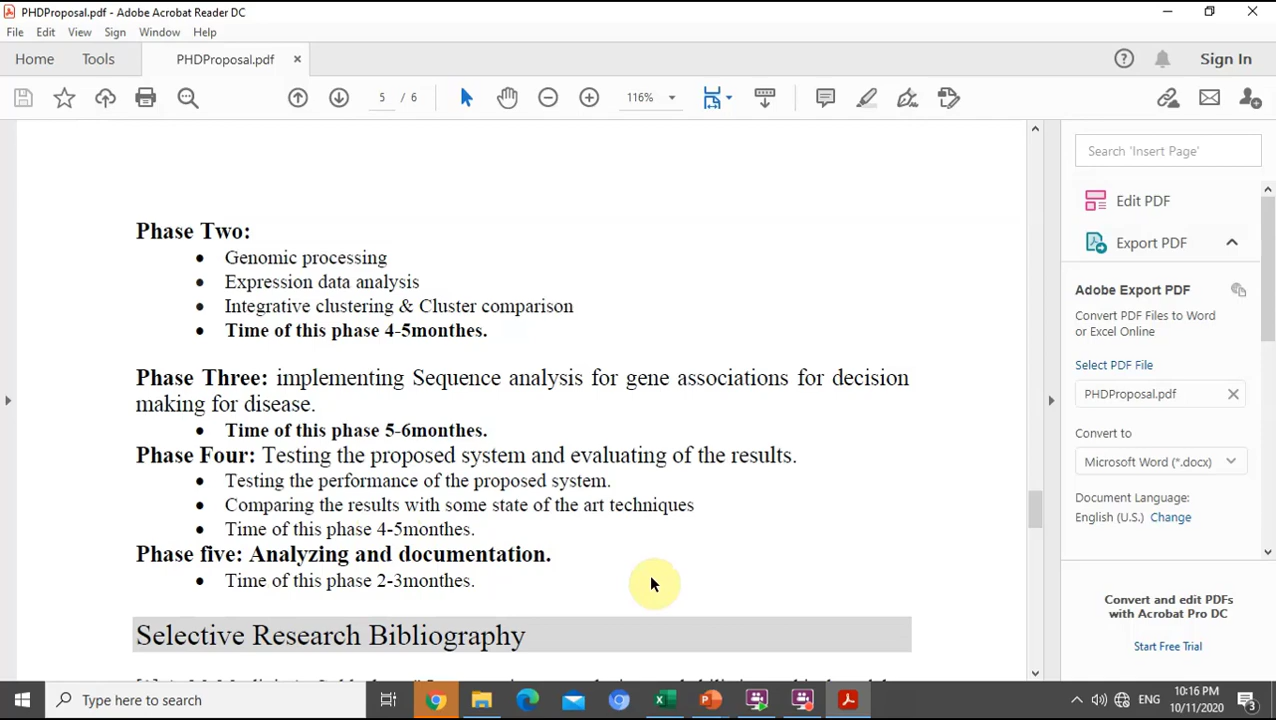 PHDProposal.pdf - Adobe Acrobat Reader DC
File Edit View Sign Window Help
Home Tools PHDProposal.pdf × Sign In
5 / 6 116%
Phase Two:
• Genomic processing
• Expression data analysis
• Integrative clustering & Cluster comparison
• Time of this phase 4-5monthes.
Phase Three: implementing Sequence analysis for gene associations for decision
making for disease.
• Time of this phase 5-6monthes.
Phase Four: Testing the proposed system and evaluating of the results.
• Testing the performance of the proposed system.
• Comparing the results with some state of the art techniques
• Time of this phase 4-5monthes.
Phase five: Analyzing and documentation.
• Time of this phase 2-3monthes.
Selective Research Bibliography
Search 'Insert Page'
Edit PDF
Export PDF
Adobe Export PDF
Convert PDF Files to Word
or Excel Online
Select PDF File
PHDProposal.pdf
Convert to
Microsoft Word (*.docx)
Document Language:
English (U.S.) Change
Convert and edit PDFs
with Acrobat Pro DC
Start Free Trial
Type here to search
ENG
10:16 PM
10/11/2020
3